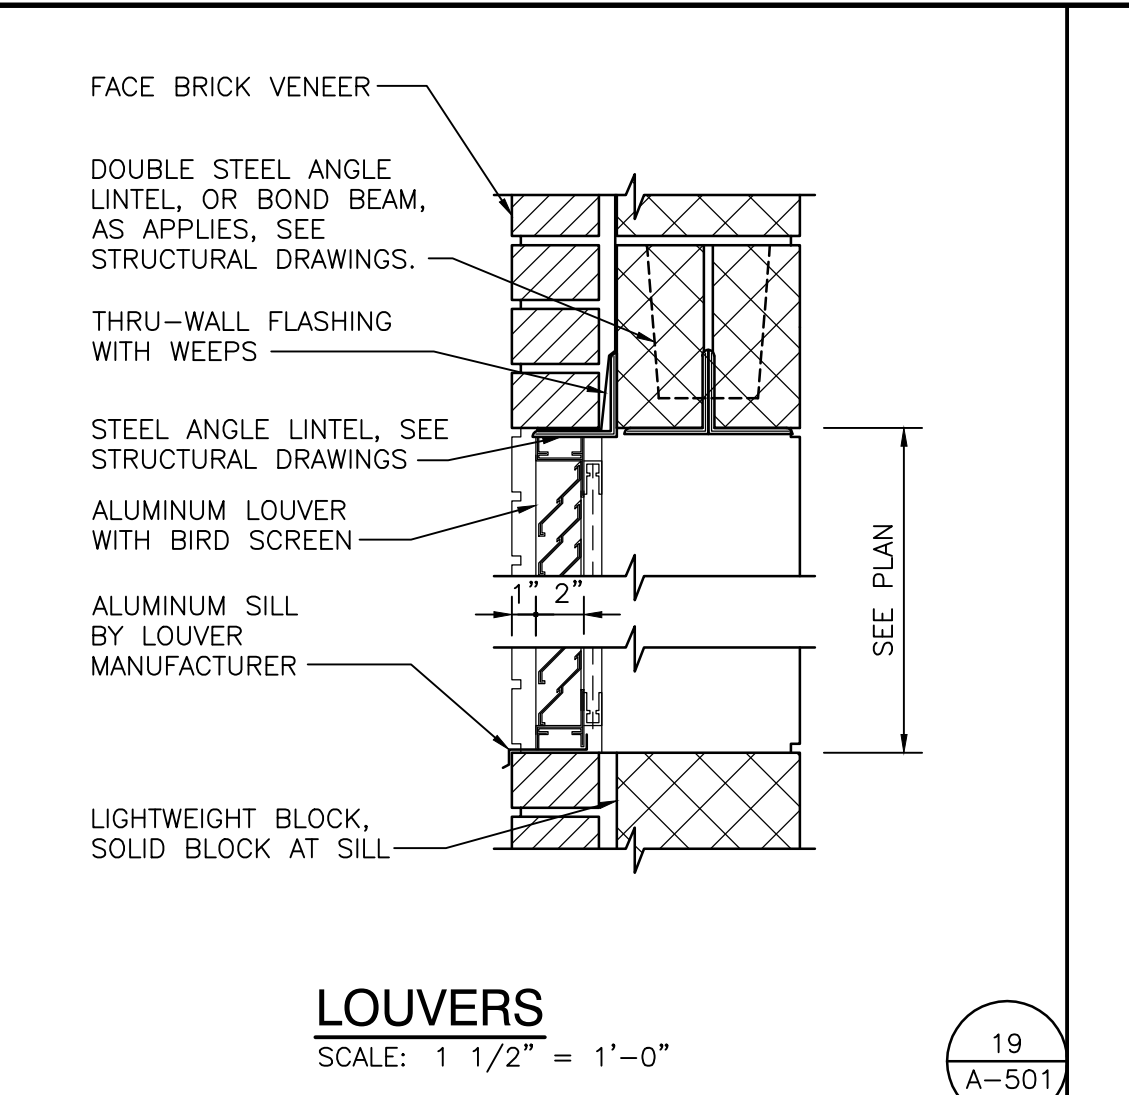 FACE BRICK VENEER
DOUBLE STEEL ANGLE
LINTEL, OR BOND BEAM,
AS APPLIES, SEE
STRUCTURAL DRAWINGS.
THRU-WALL FLASHING
WITH WEEPS
STEEL ANGLE LINTEL, SEE
STRUCTURAL DRAWINGS
ALUMINUM LOUVER
WITH BIRD SCREEN
1" 2"
SEE PLAN
ALUMINUM SILL
BY LOUVER
MANUFACTURER
LIGHTWEIGHT BLOCK,
SOLID BLOCK AT SILL
LOUVERS
SCALE: 1 1/2" = 1'-0"
19
A-501